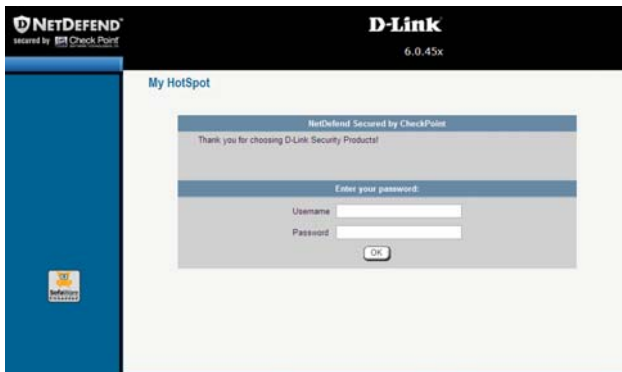 NETDEFEND
secured by Check Point
D-Link
6.0.45x
My HotSpot
NetDefend Secured by CheckPoint
Thank you for choosing D-Link Security Products!
Enter your password:
Username
Password
OK
SofaWare